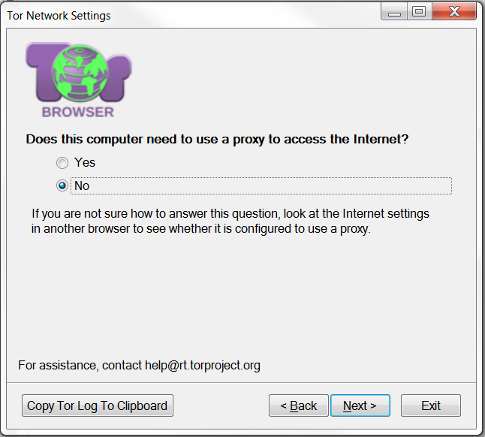 Tor Network Settings
Tor
BROWSER
Does this computer need to use a proxy to access the Internet?
Yes
No
If you are not sure how to answer this question, look at the Internet settings
in another browser to see whether it is configured to use a proxy.
For assistance, contact help@rt.torproject.org
Copy Tor Log To Clipboard
< Back
Next >
Exit